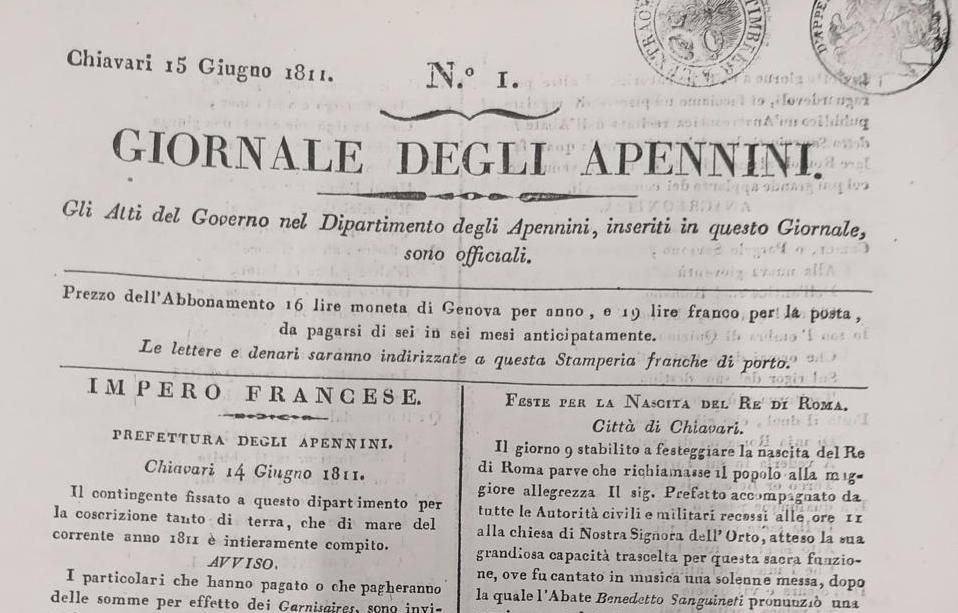 Chiavari 15 Giugno 1811.
N.º 1.
GIORNALE DEGLI APENNINI.
Gli Atti del Governo nel Dipartimento degli Apennini, inseriti in questo Giornale,
sono officiali.
Prezzo dell'Abbonamento 16 lire moneta di Genova per anno, e 19 lire franco per la posta,
da pagarsi di sei in sei mesi anticipatamente.
Le lettere e denari saranno indirizzate a questa Stamperia franche di porto.
IMPERO FRANCESE.
PREFETTURA DEGLI APENNINI.
Chiavari 14 Giugno 1811.
Il contingente fissato a questo dipartimento per
la coscrizione tanto di terra, che di mare del
corrente anno 1811 è intieramente compito.
AVVISO.
I particolari che hanno pagato o che pagheranno
delle somme per effetto dei Garnisaires, sono invi-
FESTE PER LA NASCITA DEL RE DI ROMA.
Città di Chiavari.
Il giorno 9 stabilito a festeggiare la nascita del Re
di Roma parve che richiamasse il popolo alla mag-
giore allegrezza Il sig. Prefetto accompagnato da
tutte le Autorità civili e militari recossi alle ore 11
alla chiesa di Nostra Signora dell'Orto, atteso la sua
grandiosa capacità trascelta per questa sacra funzio-
ne, ove fu cantato in musica una solenne messa, dopo
la quale l'Abate Benedetto Sanguineti pronunziò una